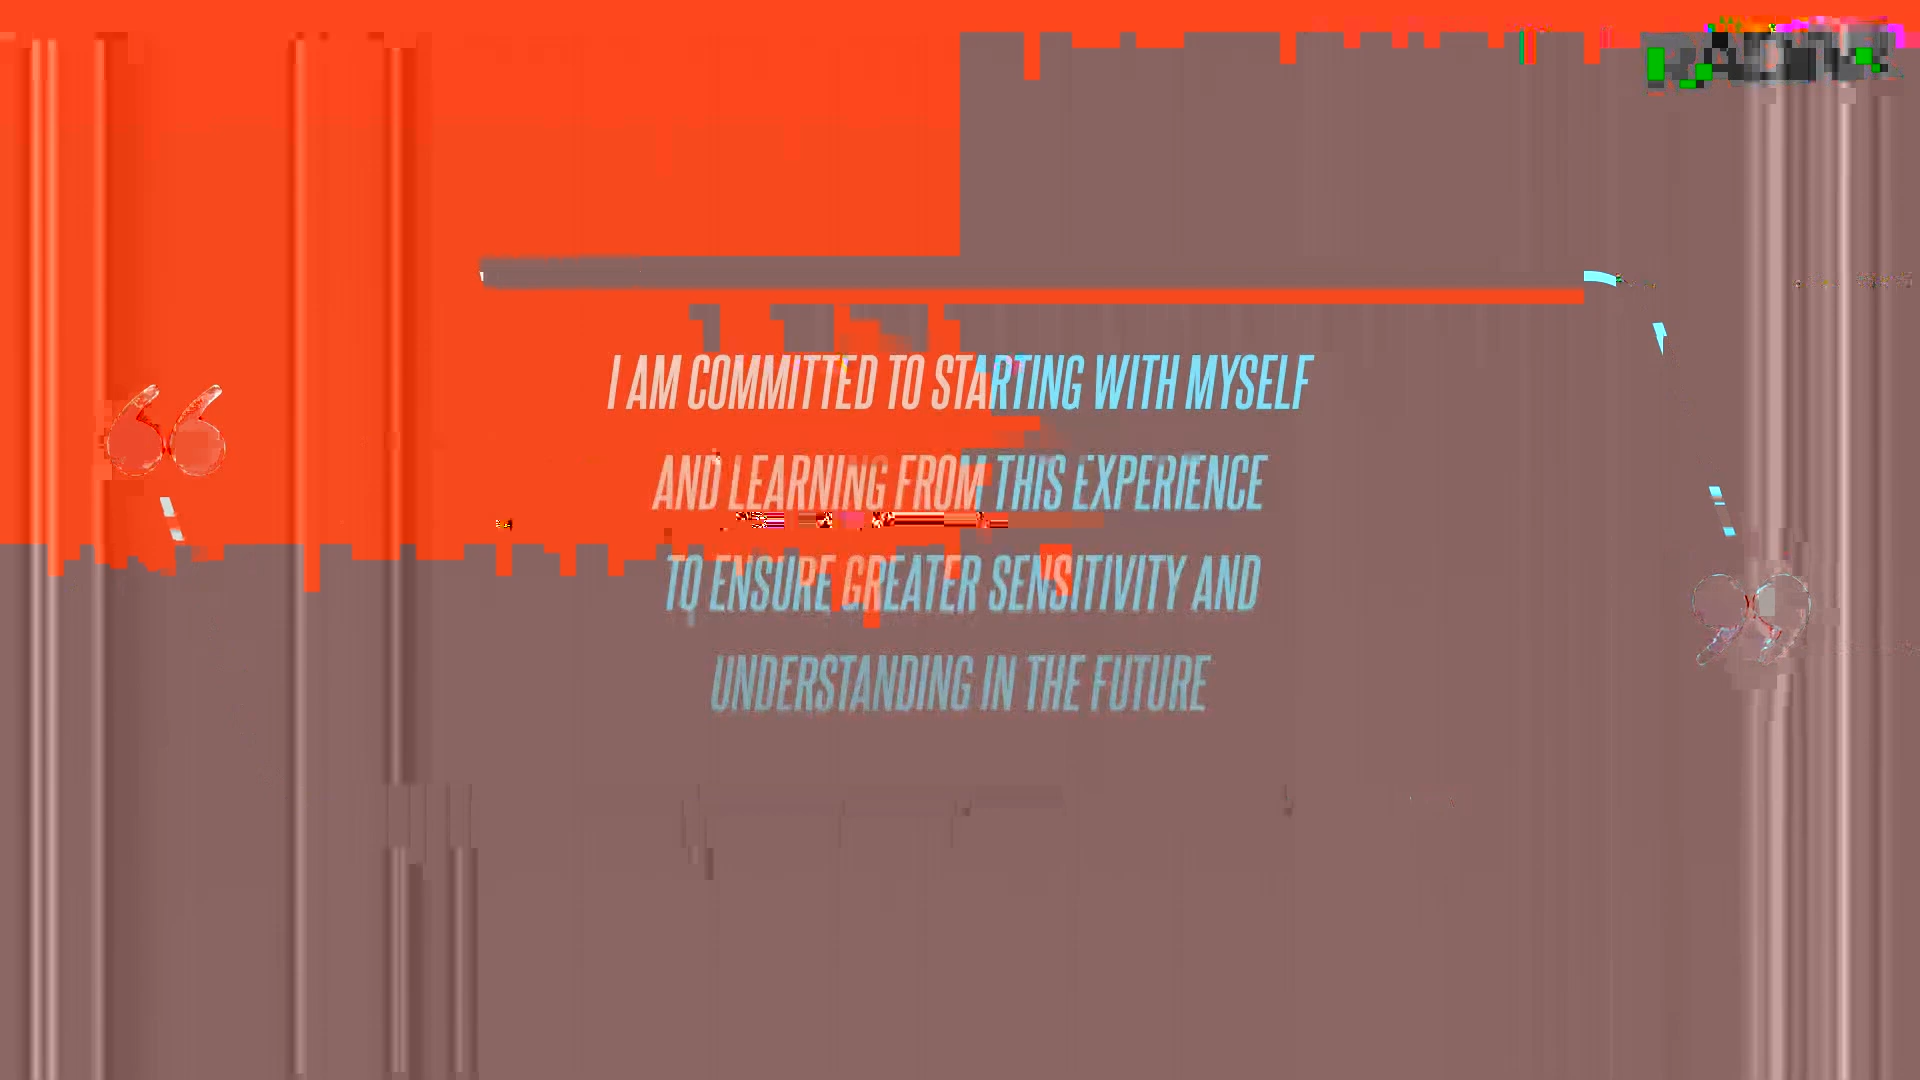 I AM COMMITTED TO STARTING WITH MYSELF
AND LEARNING FROM THIS EXPERIENCE
TO ENSURE GREATER SENSITIVITY AND
UNDERSTANDING IN THE FUTURE